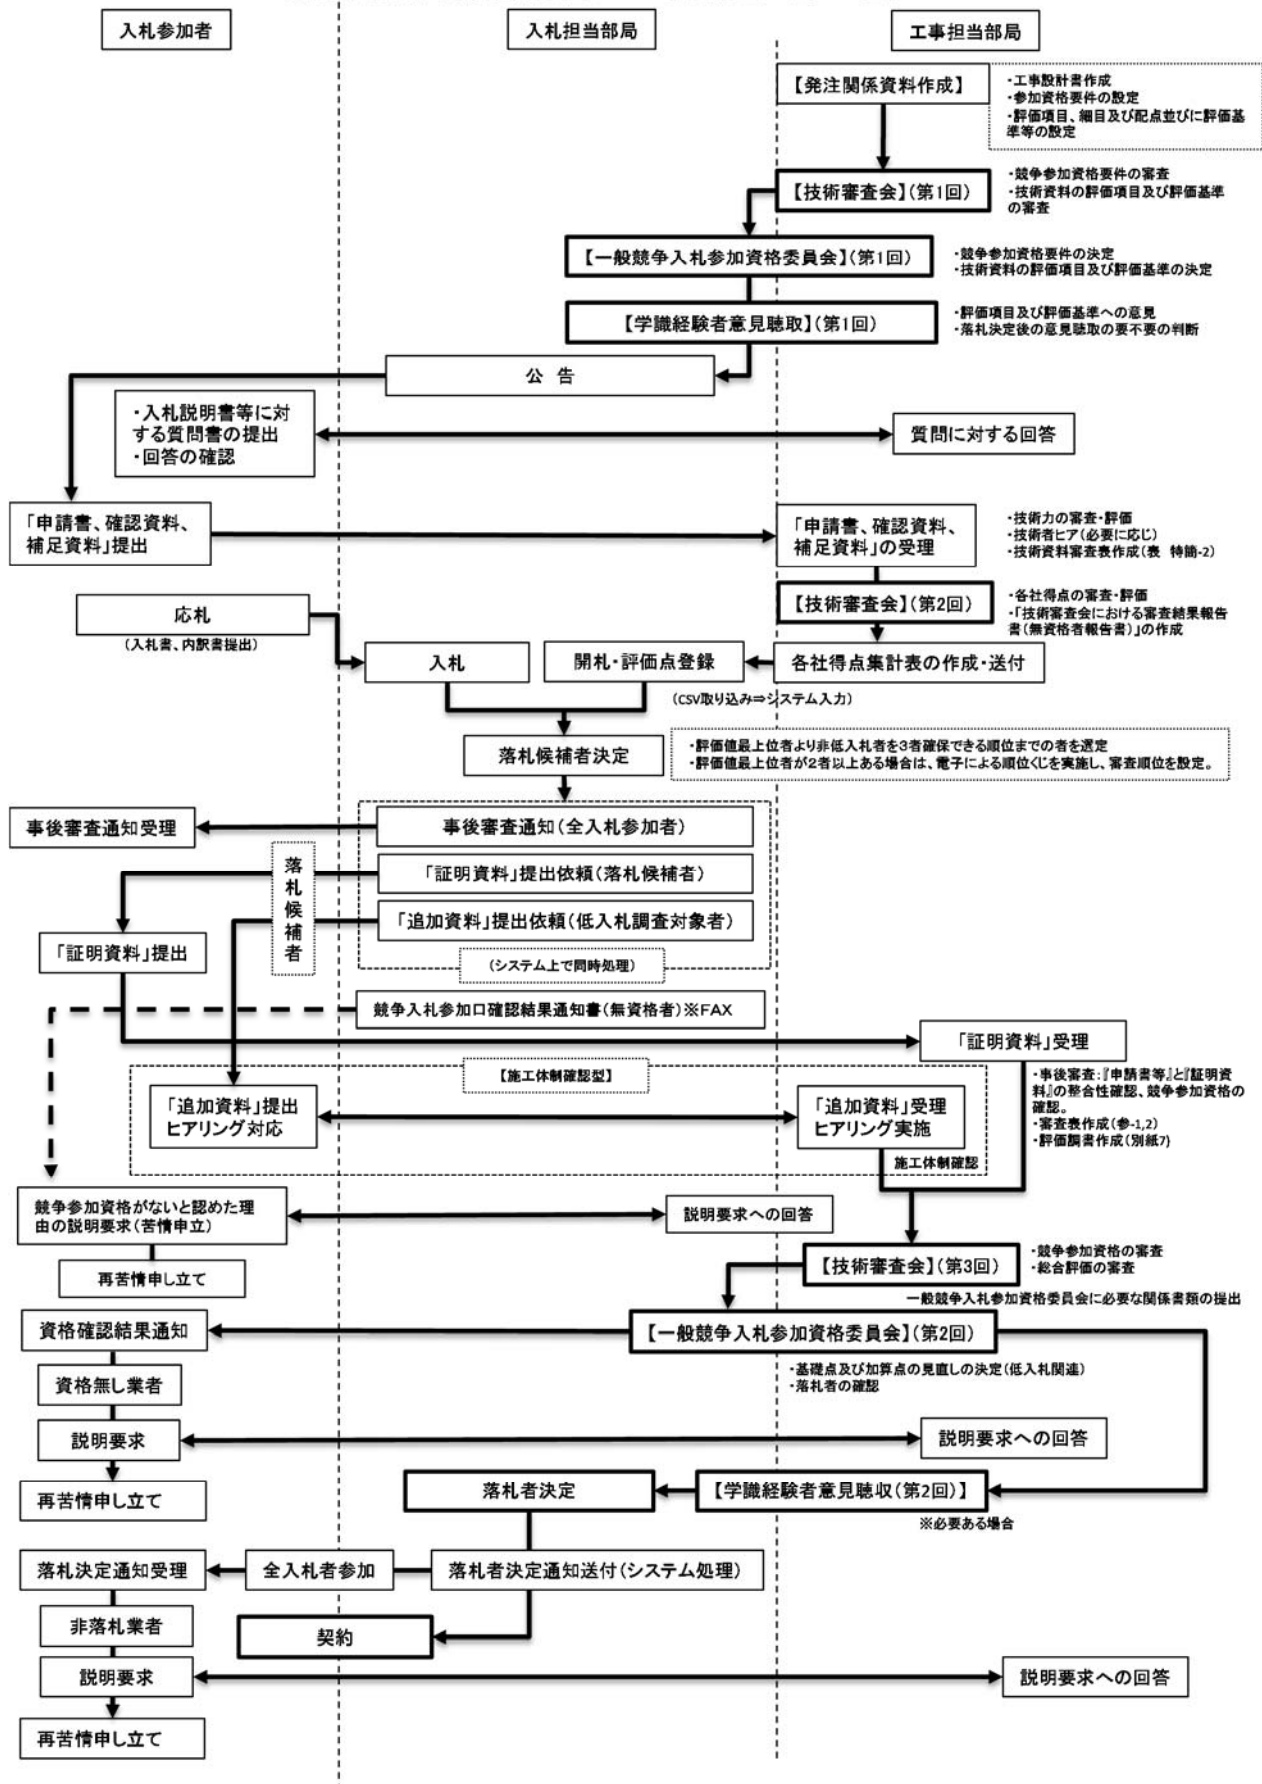 入札参加者
入札担当部局
工事担当部局
【発注関係資料作成】
・工事設計書作成
・参加資格要件の設定
・評価項目、細目及び配点並びに評価基
準等の設定
【技術審査会】(第1回)
・競争参加資格要件の審査
・技術資料の評価項目及び評価基準
の審査
【一般競争入札参加資格委員会】(第1回)
・競争参加資格要件の決定
・技術資料の評価項目及び評価基準の決定
【学識経験者意見聴取】(第1回)
・評価項目及び評価基準への意見
・落札決定後の意見聴取の要不要の判断
公 告
・入札説明書等に対
する質問書の提出
・回答の確認
質問に対する回答
「申請書、確認資料、
補足資料」提出
「申請書、確認資料、
補足資料」の受理
・技術力の審査・評価
・技術者ヒア(必要に応じ)
・技術資料審査表作成(表 特簡-2)
【技術審査会】(第2回)
・各社得点の審査・評価
・「技術審査会における審査結果報告
書(無資格者報告書)」の作成
応札
(入札書、内訳書提出)
入札
開札・評価点登録
各社得点集計表の作成・送付
(CSV取り込み⇒システム入力)
落札候補者決定
・評価値最上位者より非低入札者を3者確保できる順位までの者を選定
・評価値最上位者が2者以上ある場合は、電子による順位くじを実施し、審査順位を設定。
事後審査通知受理
事後審査通知(全入札参加者)
落札候補者
「証明資料」提出依頼(落札候補者)
「追加資料」提出依頼(低入札調査対象者)
「証明資料」提出
(システム上で同時処理)
競争入札参加口確認結果通知書(無資格者)※FAX
「証明資料」受理
【施工体制確認型】
・事後審査:『申請書等』と『証明資
料』の整合性確認、競争参加資格の
確認。
・審査表作成(参-1,2)
・評価調書作成(別紙7)
「追加資料」提出
ヒアリング対応
「追加資料」受理
ヒアリング実施
施工体制確認
競争参加資格がないと認めた理
由の説明要求(苦情申立)
説明要求への回答
再苦情申し立て
【技術審査会】(第3回)
・競争参加資格の審査
・総合評価の審査
一般競争入札参加資格委員会に必要な関係書類の提出
資格確認結果通知
【一般競争入札参加資格委員会】(第2回)
・基礎点及び加算点の見直しの決定(低入札関連)
・落札者の確認
資格無し業者
説明要求
説明要求への回答
再苦情申し立て
落札者決定
【学識経験者意見聴収(第2回)】
※必要ある場合
落札決定通知受理
全入札者参加
落札者決定通知送付(システム処理)
非落札業者
契約
説明要求
説明要求への回答
再苦情申し立て